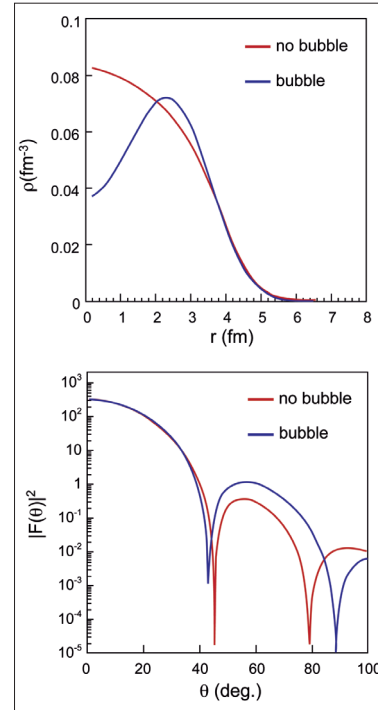 0.1
no bubble
0.08
bubble
0.06
ρ(fm-3)
0.04
0.02
0
0 1 2 3 4 5 6 7 8
r (fm)
10³
no bubble
10²
bubble
10¹
1
10-1
|F(θ)|²
10-2
10-3
10-4
10-5
0 20 40 60 80 100
θ (deg.)